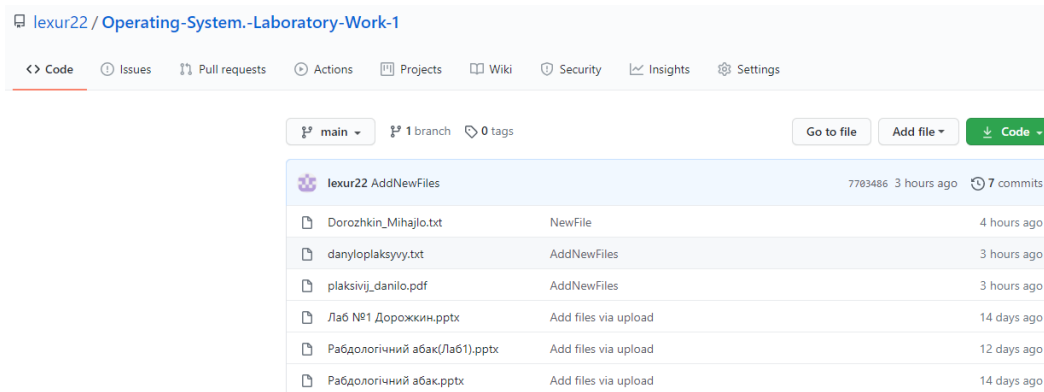 lexur22 / Operating-System.-Laboratory-Work-1
<> Code Issues Pull requests Actions Projects Wiki Security Insights Settings
main 1 branch 0 tags Go to file Add file Code
lexur22 AddNewFiles 7703486 3 hours ago 7 commits
Dorozhkin_Mihajlo.txt NewFile 4 hours ago
danyloplaksyvy.txt AddNewFiles 3 hours ago
plaksivij_danilo.pdf AddNewFiles 3 hours ago
Лаб №1 Дорожкин.pptx Add files via upload 14 days ago
Рабдологічний абак(Лаб1).pptx Add files via upload 12 days ago
Рабдологічний абак.pptx Add files via upload 14 days ago